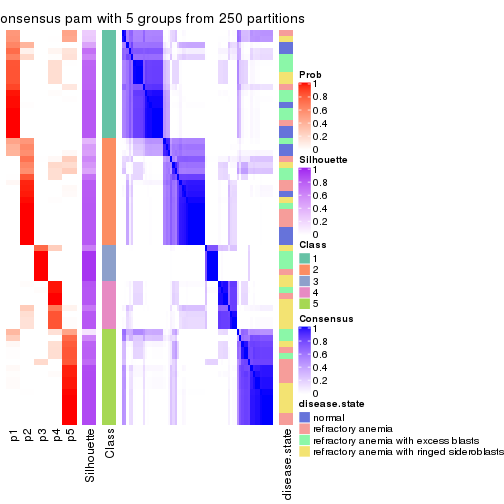 onsensus pam with 5 groups from 250 partitions
Prob
1
0.8
0.6
0.4
0.2
0
Silhouette
1
0.8
0.6
0.4
0.2
0
Class
1
2
3
4
5
Consensus
1
0.8
0.6
0.4
0.2
0
disease.state
normal
refractory anemia
refractory anemia with excess blasts
refractory anemia with ringed sideroblasts
p1
p2
p3
p4
p5
Silhouette
Class
disease.state